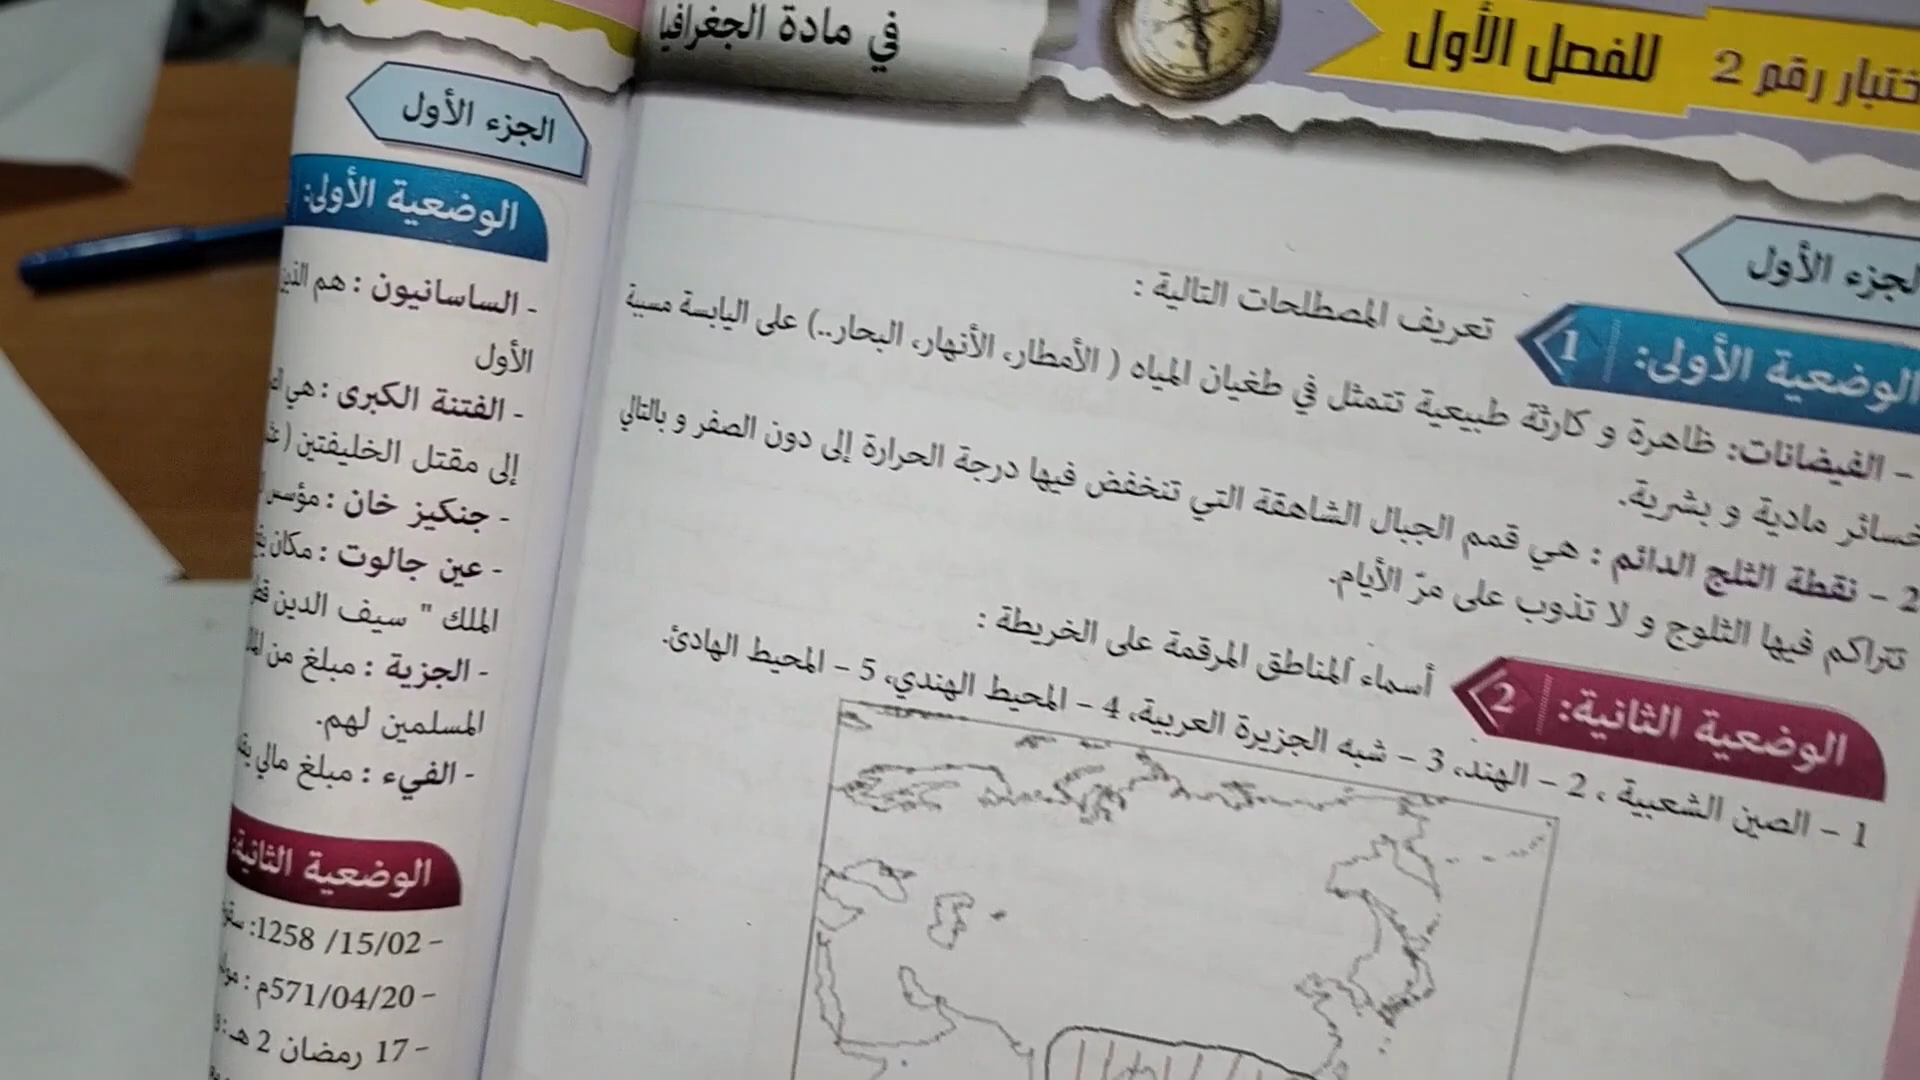 ختبار رقم 2 للفصل الأول
في مادة الجغرافيا
الجزء الأول
الوضعية الأولى: 1 تعريف المصطلحات التالية :
- الفيضانات: ظاهرة و كارثة طبيعية تتمثل في طغيان المياه ( الأمطار، الأنهار، البحار..) على اليابسة مسببة
خسائر مادية و بشرية.
2 - نقطة الثلج الدائم : هي قمم الجبال الشاهقة التي تنخفض فيها درجة الحرارة إلى دون الصفر و بالتالي
تتراكم فيها الثلوج و لا تذوب على مرّ الأيام.
الوضعية الثانية: 2 أسماء المناطق المرقمة على الخريطة :
1 - الصين الشعبية ، 2 - الهند، 3 - شبه الجزيرة العربية، 4 - المحيط الهندي، 5 - المحيط الهادئ.
الجزء الأول
الوضعية الأولى:
- الساسانيون : هم الذين
الأول
- الفتنة الكبرى : هي
إلى مقتل الخليفتين (
- جنكيز خان : مؤسس
- عين جالوت : مكان
الملك " سيف الدين قطز
- الجزية : مبلغ من
المسلمين لهم.
- الفيء : مبلغ مالي
الوضعية الثانية:
- 15/02/ 1258:
- 571/04/20م :
- 17 رمضان 2 هـ :